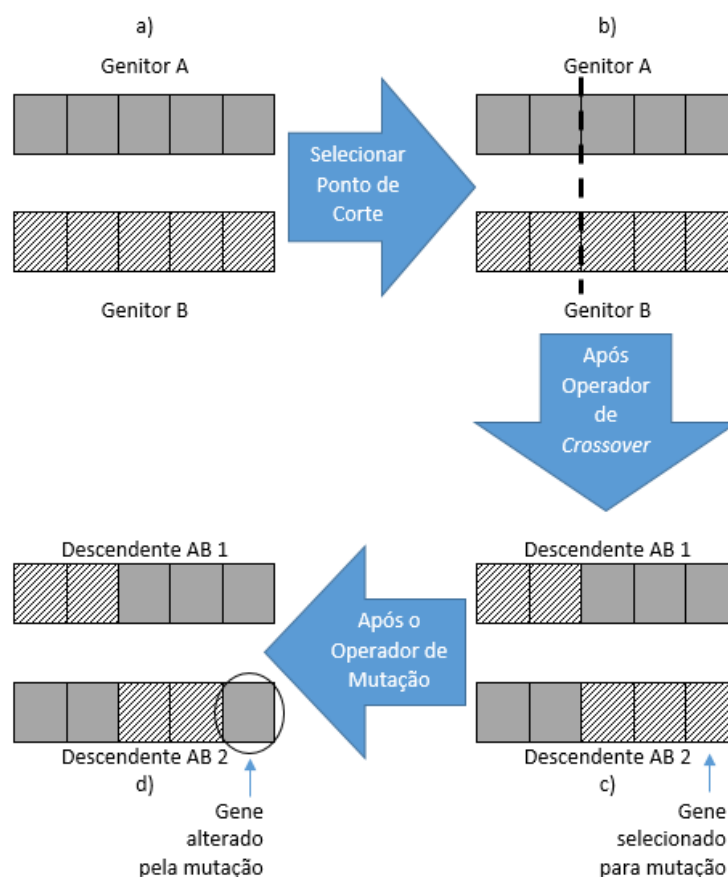 a)
Genitor A
Genitor B
Selecionar
Ponto de
Corte
b)
Genitor A
Genitor B
Após
Operador
de
Crossover
Descendente AB 1
Descendente AB 2
c)
Gene
selecionado
para mutação
Após o
Operador de
Mutação
Descendente AB 1
Descendente AB 2
d)
Gene
alterado
pela mutação